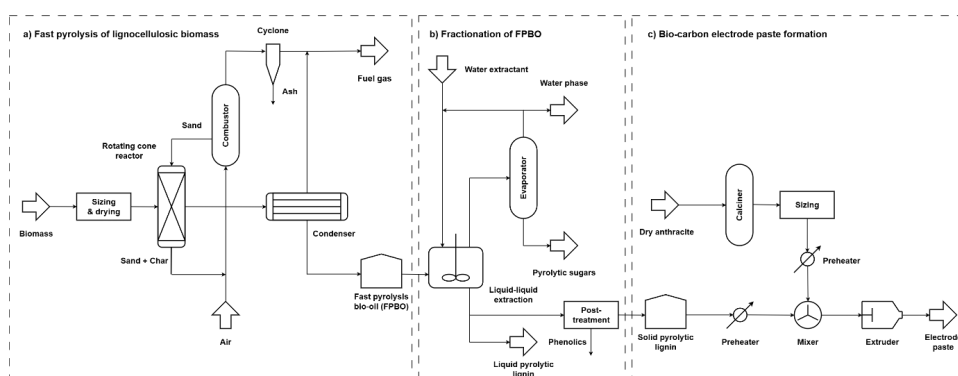 a) Fast pyrolysis of lignocellulosic biomass
Cyclone
Fuel gas
Ash
Combustor
Sand
Rotating cone
reactor
Sizing
& drying
Biomass
Condenser
Sand + Char
Air
Fast pyrolysis
bio-oil (FPBO)
b) Fractionation of FPBO
Water extractant
Water phase
Evaporator
Pyrolytic sugars
Liquid-liquid
extraction
Post-
treatment
Phenolics
Liquid pyrolytic
lignin
c) Bio-carbon electrode paste formation
Calciner
Sizing
Dry anthracite
Preheater
Solid pyrolytic
lignin
Preheater
Mixer
Extruder
Electrode
paste